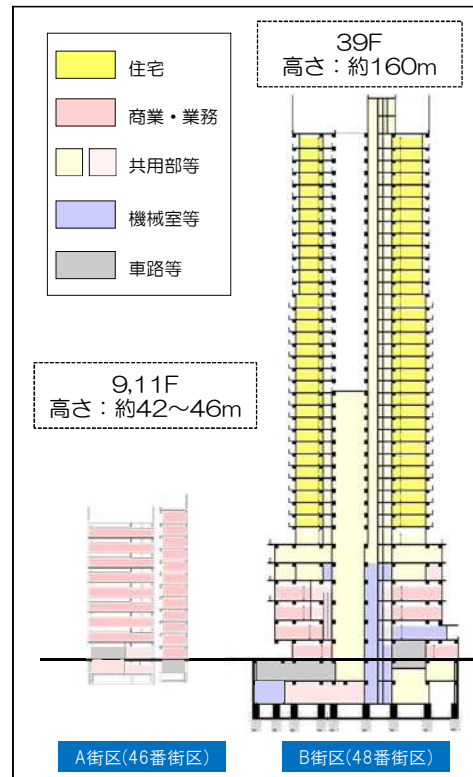 住宅
商業・業務
共用部等
機械室等
車路等
39F
高さ：約160m
9,11F
高さ：約42～46m
A街区(46番街区)
B街区(48番街区)